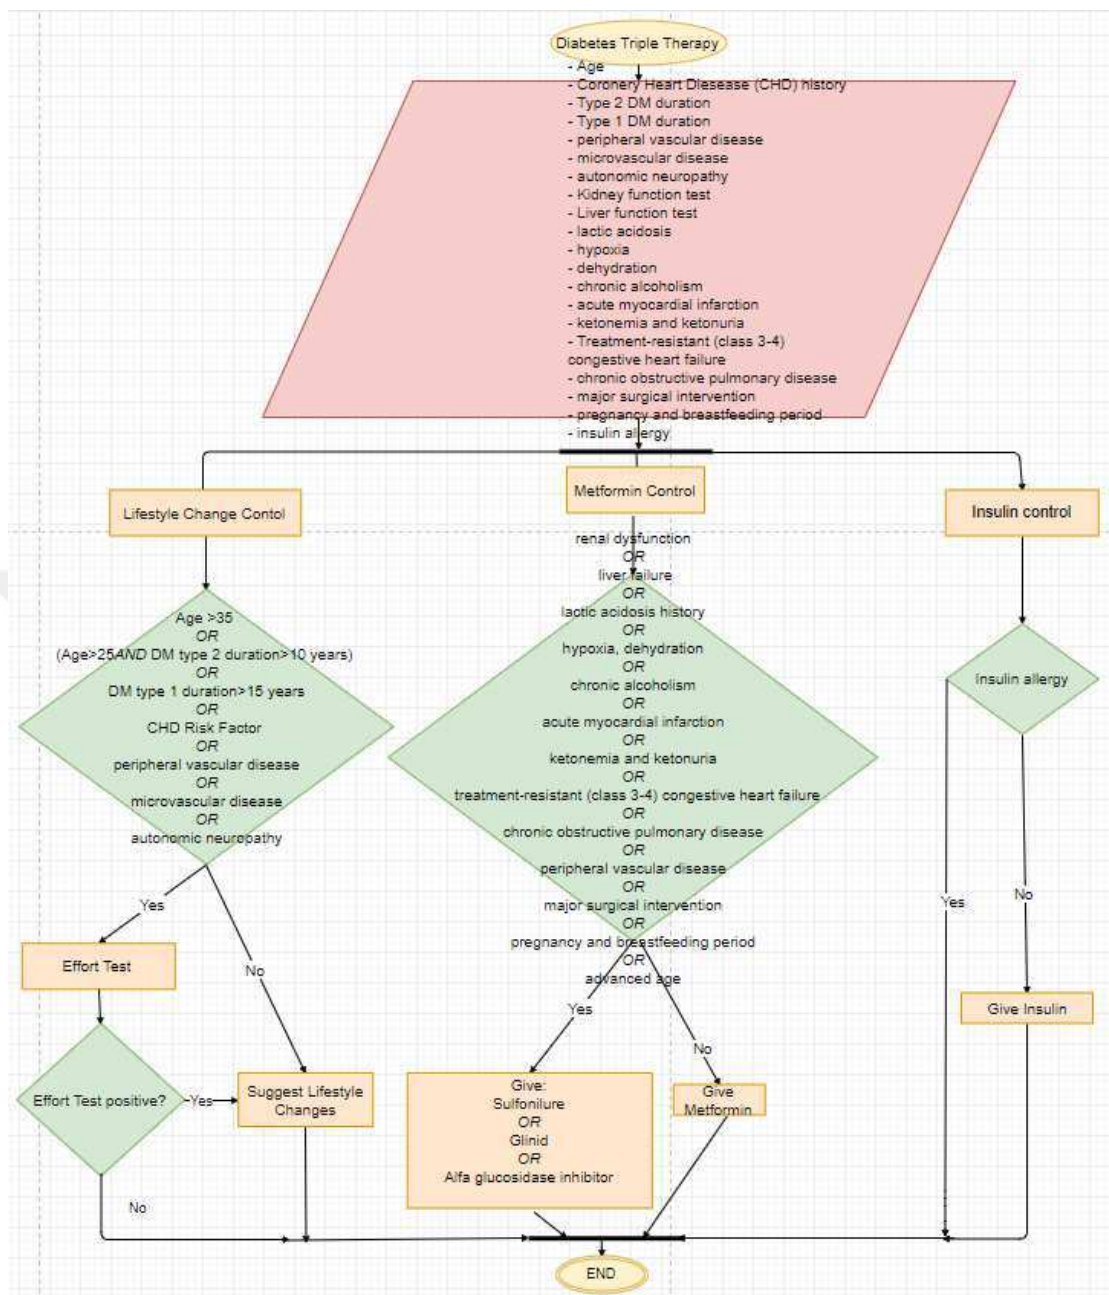 Diabetes Triple Therapy
- Age
- Coronery Heart DIesease (CHD) history
- Type 2 DM duration
- Type 1 DM duration
- peripheral vascular disease
- microvascular disease
- autonomic neuropathy
- Kidney function test
- Liver function test
- lactic acidosis
- hypoxia
- dehydration
- chronic alcoholism
- acute myocardial infarction
- ketonemia and ketonuria
- Treatment-resistant (class 3-4)
congestive heart failure
- chronic obstructive pulmonary disease
- major surgical intervention
- pregnancy and breastfeeding period
- insulin allergy
Lifestyle Change Contol
Metformin Control
Insulin control
Age >35
OR
(Age>25AND DM type 2 duration>10 years)
OR
DM type 1 duration>15 years
OR
CHD Risk Factor
OR
peripheral vascular disease
OR
microvascular disease
OR
autonomic neuropathy
Yes
No
Effort Test
Effort Test positive?
Yes
No
Suggest Lifestyle
Changes
renal dysfunction
OR
liver failure
OR
lactic acidosis history
OR
hypoxia, dehydration
OR
chronic alcoholism
OR
acute myocardial infarction
OR
ketonemia and ketonuria
OR
treatment-resistant (class 3-4) congestive heart failure
OR
chronic obstructive pulmonary disease
OR
peripheral vascular disease
OR
major surgical intervention
OR
pregnancy and breastfeeding period
OR
advanced age
Yes
No
Give:
Sulfonilure
OR
Glinid
OR
Alfa glucosidase inhibitor
Give
Metformin
Insulin allergy
Yes
No
Give Insulin
END